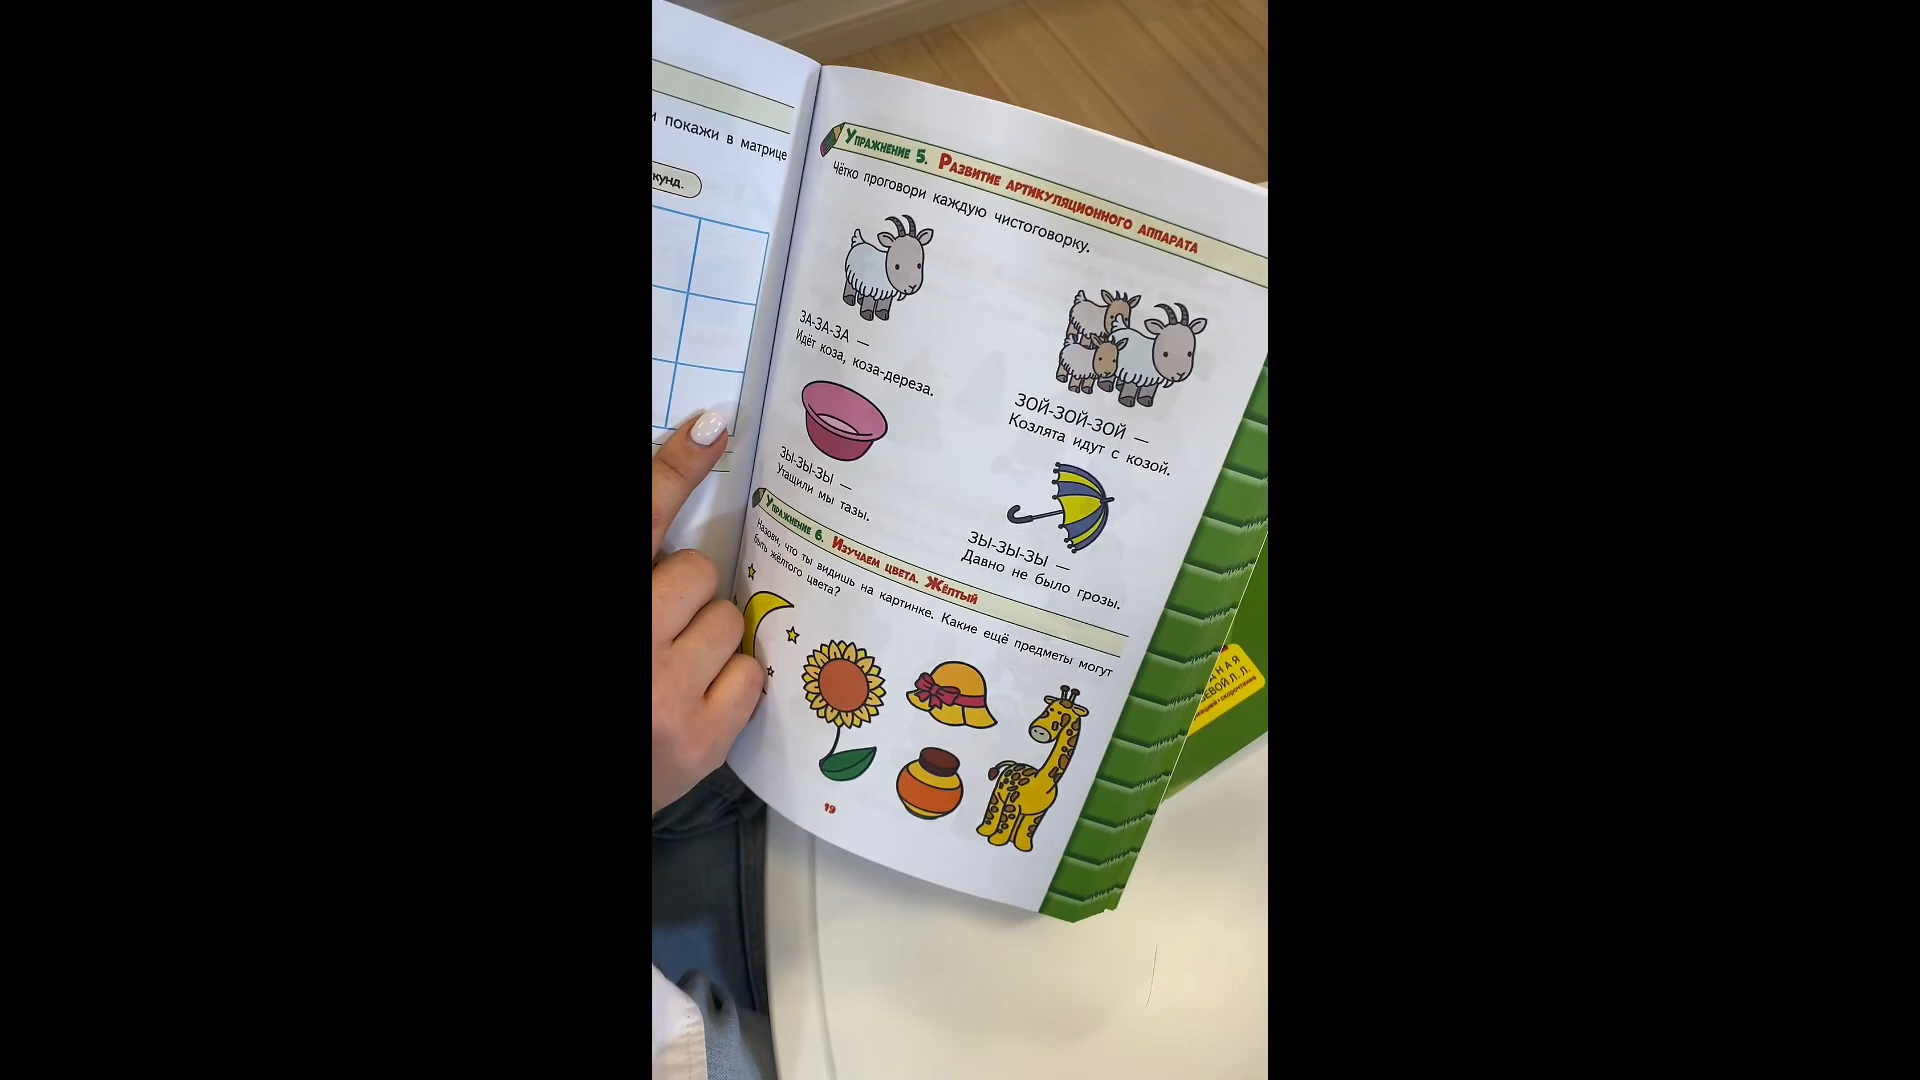 покажи в матрице
кунд.
Упражнение 5. Развитие артикуляционного аппарата
Чётко проговори каждую чистоговорку.
ЗА-ЗА-ЗА —
Идёт коза, коза-дереза.
ЗОЙ-ЗОЙ-ЗОЙ —
Козлята идут с козой.
ЗЫ-ЗЫ-ЗЫ —
Утащили мы тазы.
ЗЫ-ЗЫ-ЗЫ —
Давно не было грозы.
Упражнение 6. Изучаем цвета. Жёлтый
Назови, что ты видишь на картинке. Какие ещё предметы могут
быть жёлтого цвета?
19
ДНАЯ
ЕВОЙ Л. Л.
скорочтения